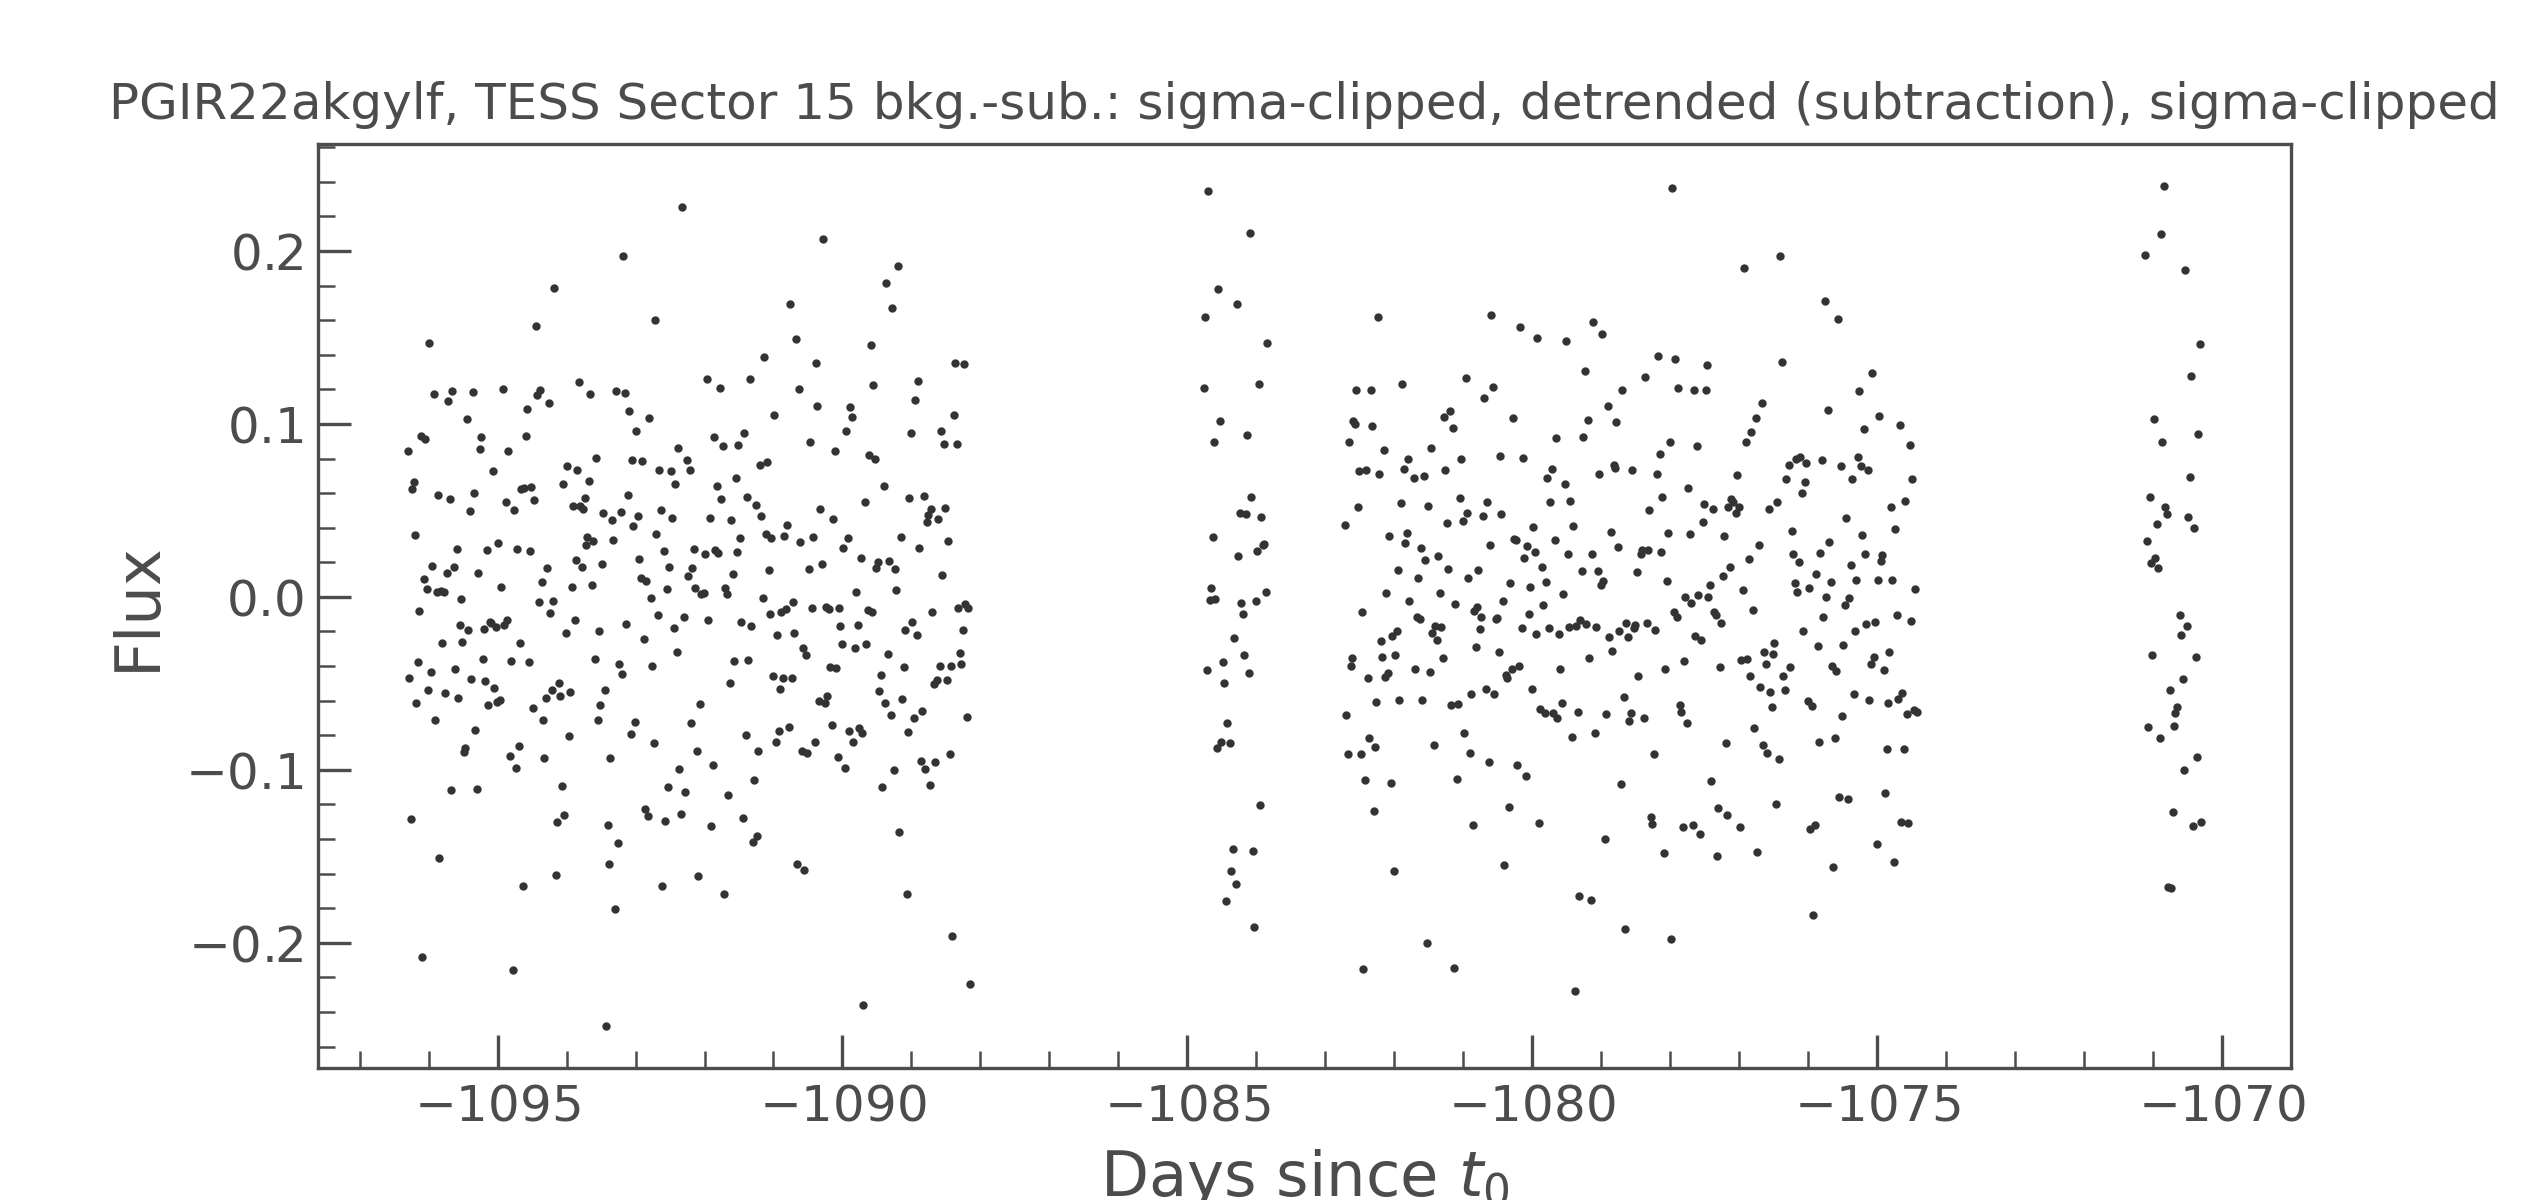 PGIR22akgylf, TESS Sector 15 bkg.-sub.: sigma-clipped, detrended (subtraction), sigma-clipped
Flux
0.2
0.1
0.0
−0.1
−0.2
−1095 −1090 −1085 −1080 −1075 −1070
Days since t0